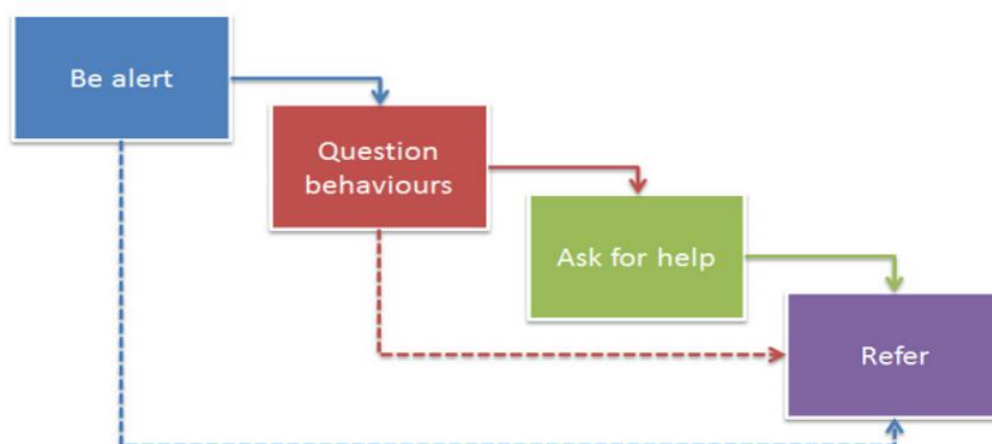 Be alert
Question
behaviours
Ask for help
Refer